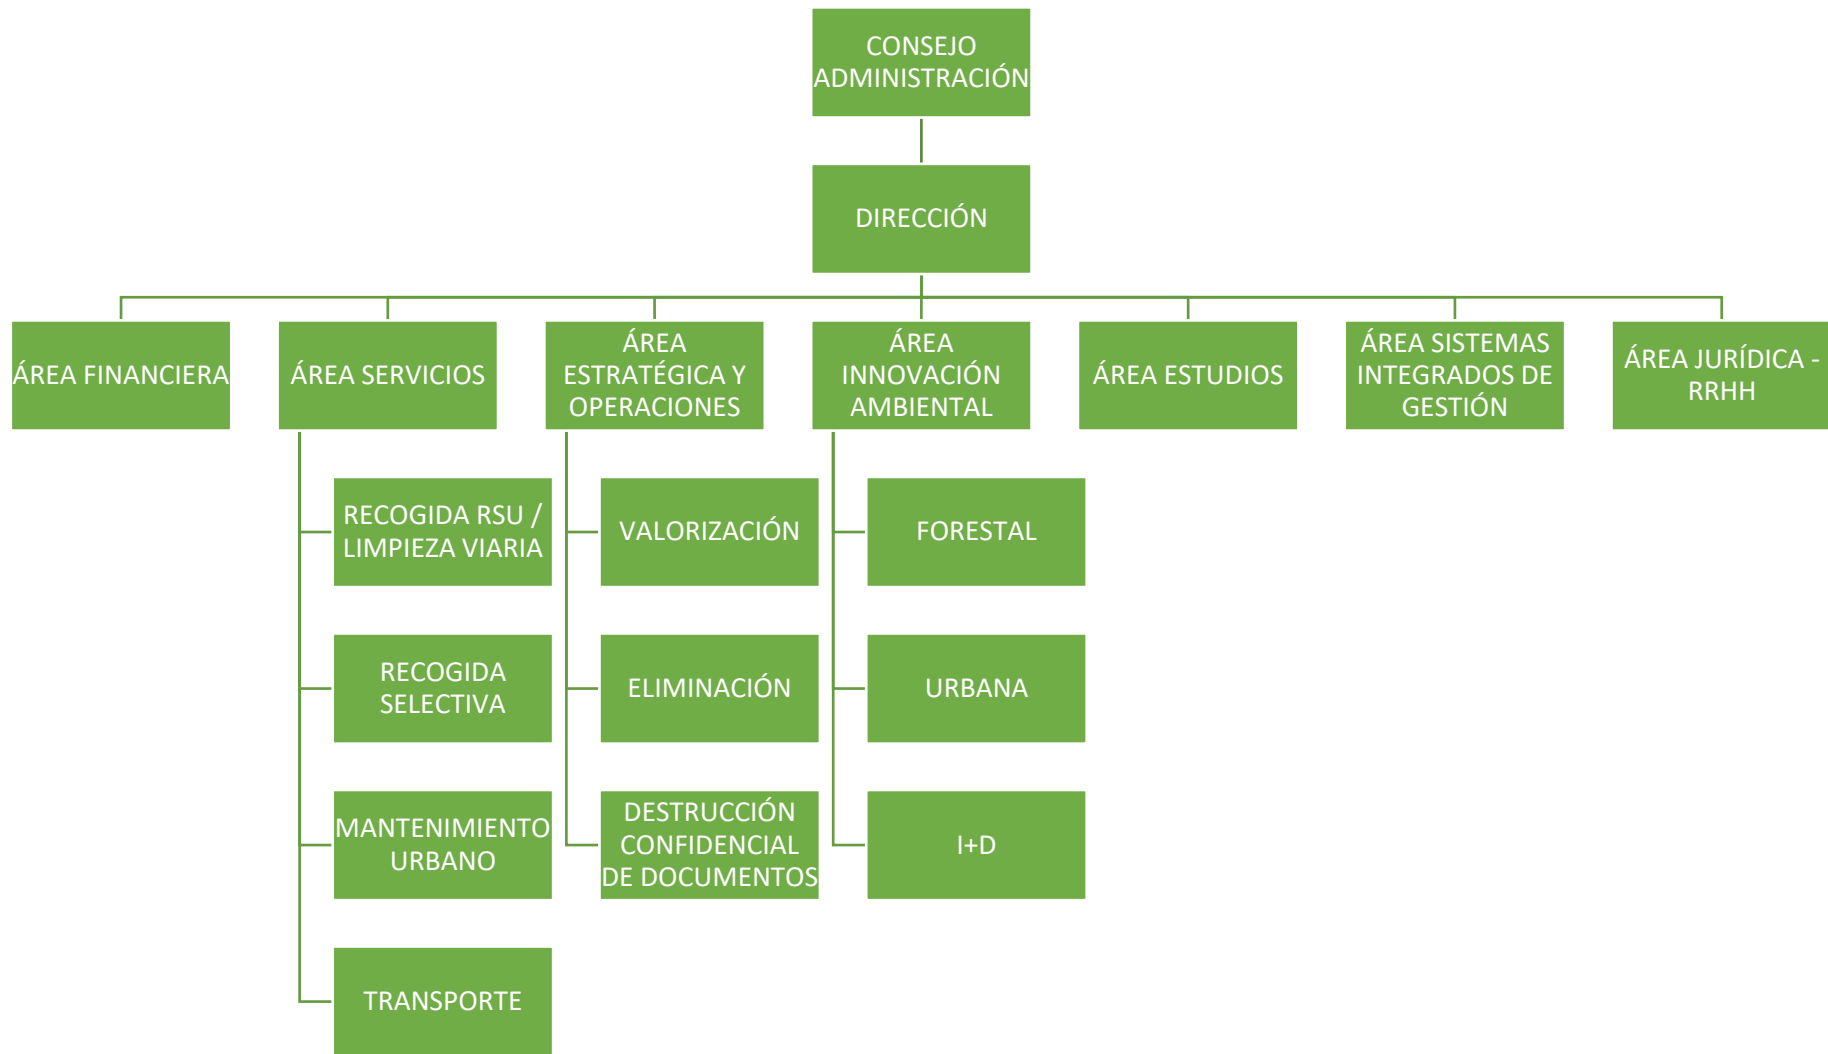 CONSEJO
ADMINISTRACIÓN
DIRECCIÓN
ÁREA FINANCIERA
ÁREA SERVICIOS
ÁREA
ESTRATÉGICA Y
OPERACIONES
ÁREA
INNOVACIÓN
AMBIENTAL
ÁREA ESTUDIOS
ÁREA SISTEMAS
INTEGRADOS DE
GESTIÓN
ÁREA JURÍDICA -
RRHH
RECOGIDA RSU /
LIMPIEZA VIARIA
VALORIZACIÓN
FORESTAL
RECOGIDA
SELECTIVA
ELIMINACIÓN
URBANA
MANTENIMIENTO
URBANO
DESTRUCCIÓN
CONFIDENCIAL
DE DOCUMENTOS
I+D
TRANSPORTE